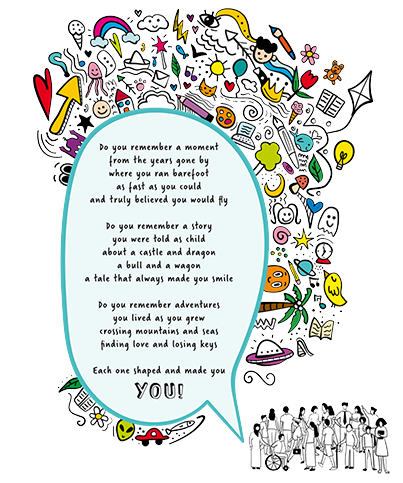 Do you remember a moment
from the years gone by
where you ran barefoot
as fast as you could
and truly believed you would fly
Do you remember a story
you were told as child
about a castle and dragon
a bull and a wagon
a tale that always made you smile
Do you remember adventures
you lived as you grew
crossing mountains and seas
finding love and losing keys
Each one shaped and made you
YOU!